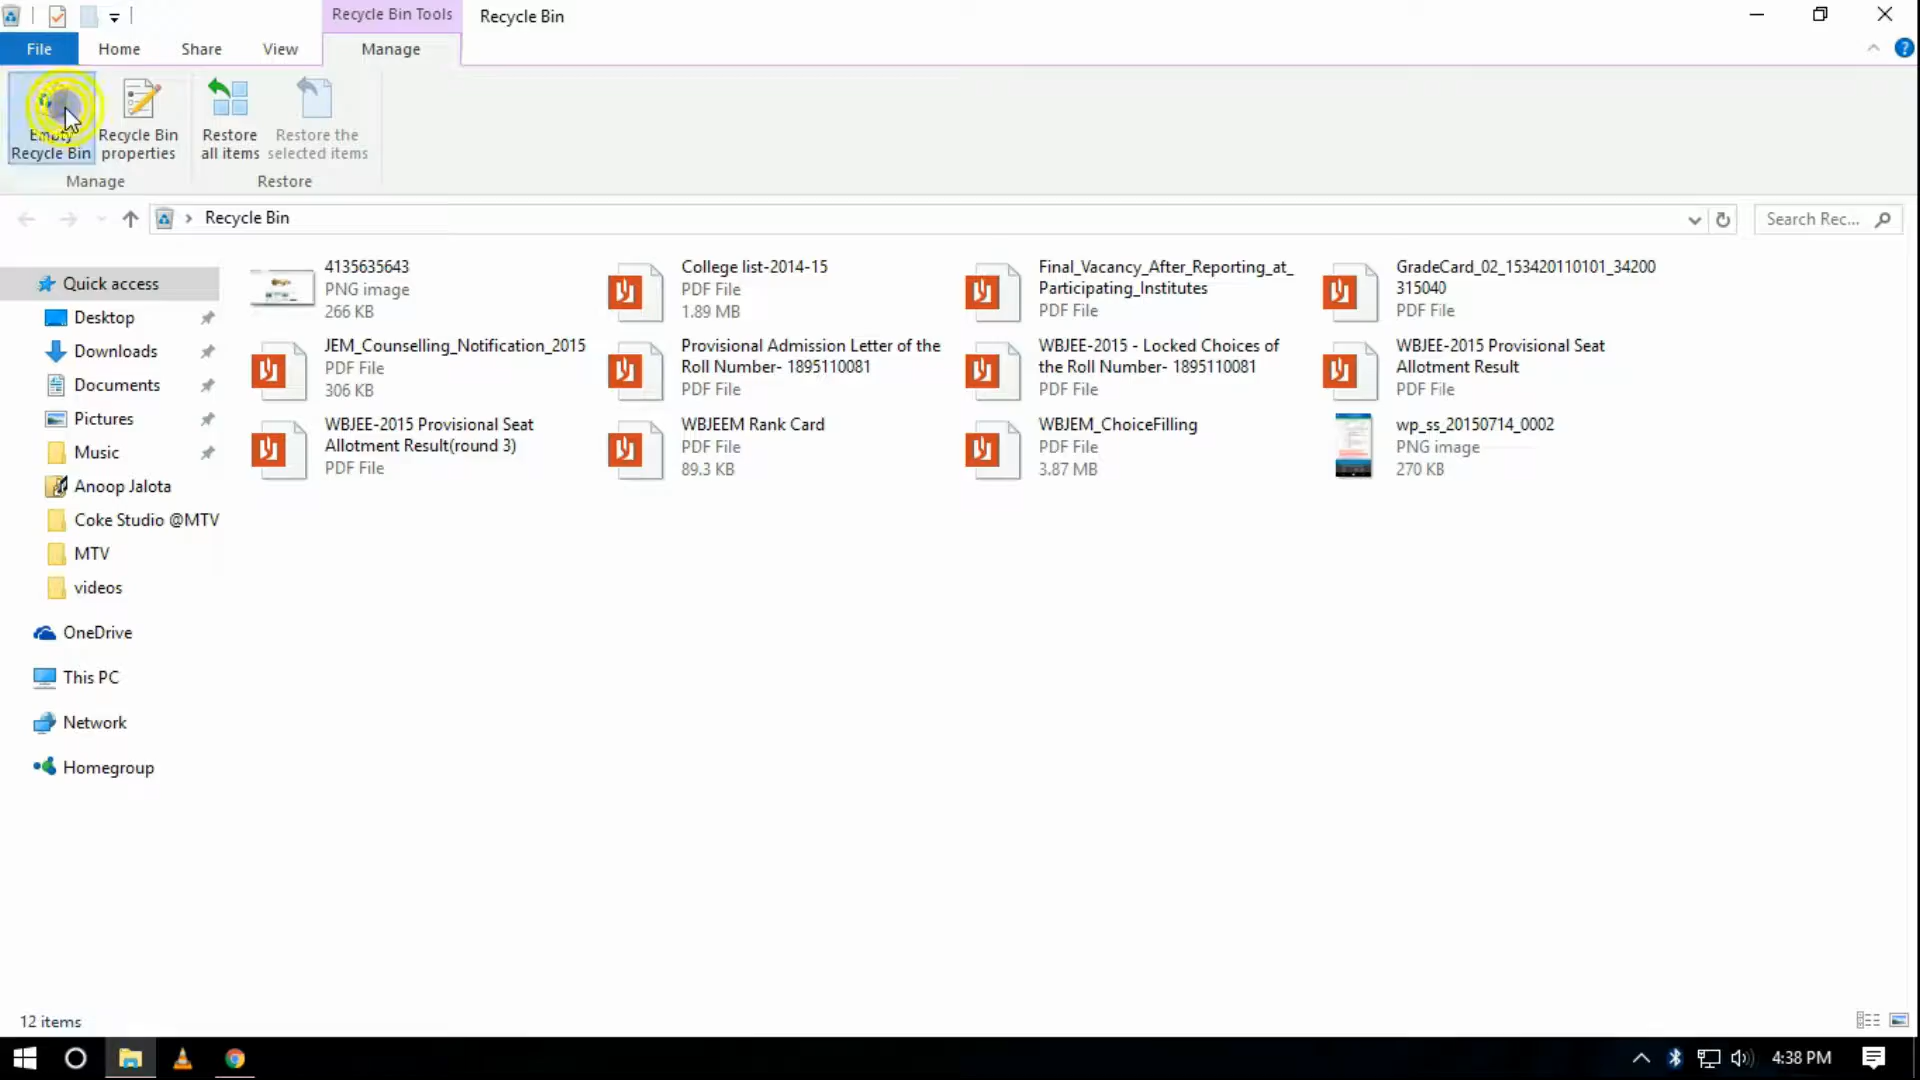 Recycle Bin Tools
Recycle Bin
File
Home
Share
View
Manage
Empty
Recycle Bin
Recycle Bin
properties
Restore
all items
Restore the
selected items
Manage
Restore
Recycle Bin
Search Rec...
Quick access
Desktop
Downloads
Documents
Pictures
Music
Anoop Jalota
Coke Studio @MTV
MTV
videos
OneDrive
This PC
Network
Homegroup
4135635643
PNG image
266 KB
College list-2014-15
PDF File
1.89 MB
Final_Vacancy_After_Reporting_at_
Participating_Institutes
PDF File
GradeCard_02_153420110101_34200
315040
PDF File
JEM_Counselling_Notification_2015
PDF File
306 KB
Provisional Admission Letter of the
Roll Number- 1895110081
PDF File
WBJEE-2015 - Locked Choices of
the Roll Number- 1895110081
PDF File
WBJEE-2015 Provisional Seat
Allotment Result
PDF File
WBJEE-2015 Provisional Seat
Allotment Result(round 3)
PDF File
WBJEEM Rank Card
PDF File
89.3 KB
WBJEM_ChoiceFilling
PDF File
3.87 MB
wp_ss_20150714_0002
PNG image
270 KB
12 items
4:38 PM